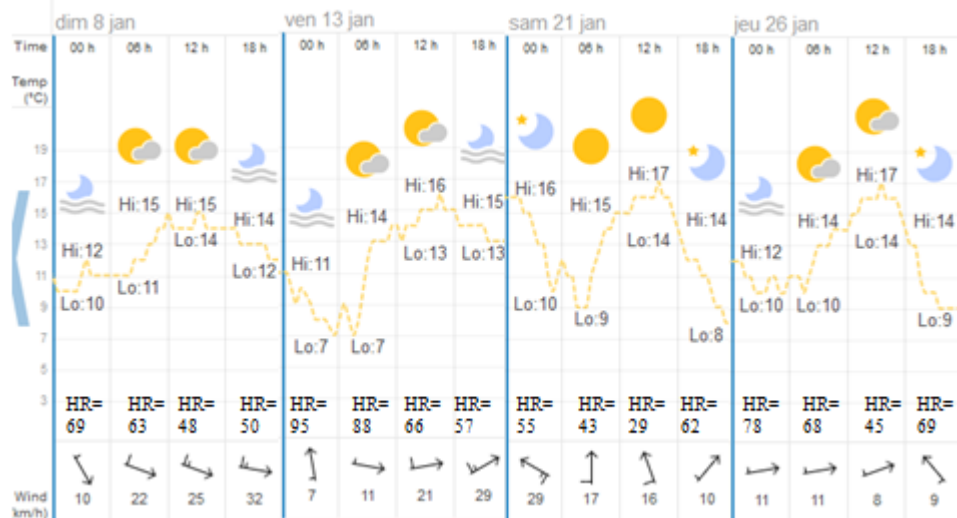 dim 8 jan ven 13 jan sam 21 jan jeu 26 jan
Time 00 h 06 h 12 h 18 h 00 h 06 h 12 h 18 h 00 h 06 h 12 h 18 h 00 h 06 h 12 h 18 h
Temp
(°C)
19
17
Hi:16 Hi:17 Hi:16 Hi:17
15
Hi:15 Hi:15 Hi:14 Hi:14 Hi:15 Hi:15 Hi:14 Hi:14 Hi:14
13
Hi:12 Lo:14 Lo:12 Hi:11 Lo:13 Lo:13 Lo:14 Hi:12 Lo:14
11
Lo:10 Lo:11 Lo:10 Lo:10 Lo:10
9
Lo:9 Lo:9
7
Lo:7 Lo:7 Lo:8
5
3
HR= HR= HR= HR= HR= HR= HR= HR= HR= HR= HR= HR= HR= HR= HR= HR=
69 63 48 50 95 88 66 57 55 43 29 62 78 68 45 69
Wind 10 22 25 32 7 11 21 29 29 17 16 10 11 11 8 9
km/h)